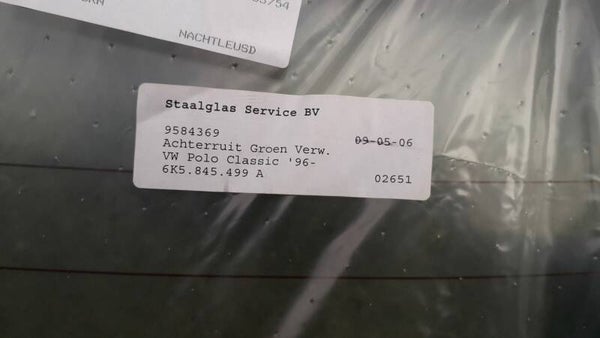 NACHTLEUSD
Staalglas Service BV
9584369 09-05-06
Achterruit Groen Verw.
VW Polo Classic '96-
6K5.845.499 A 02651